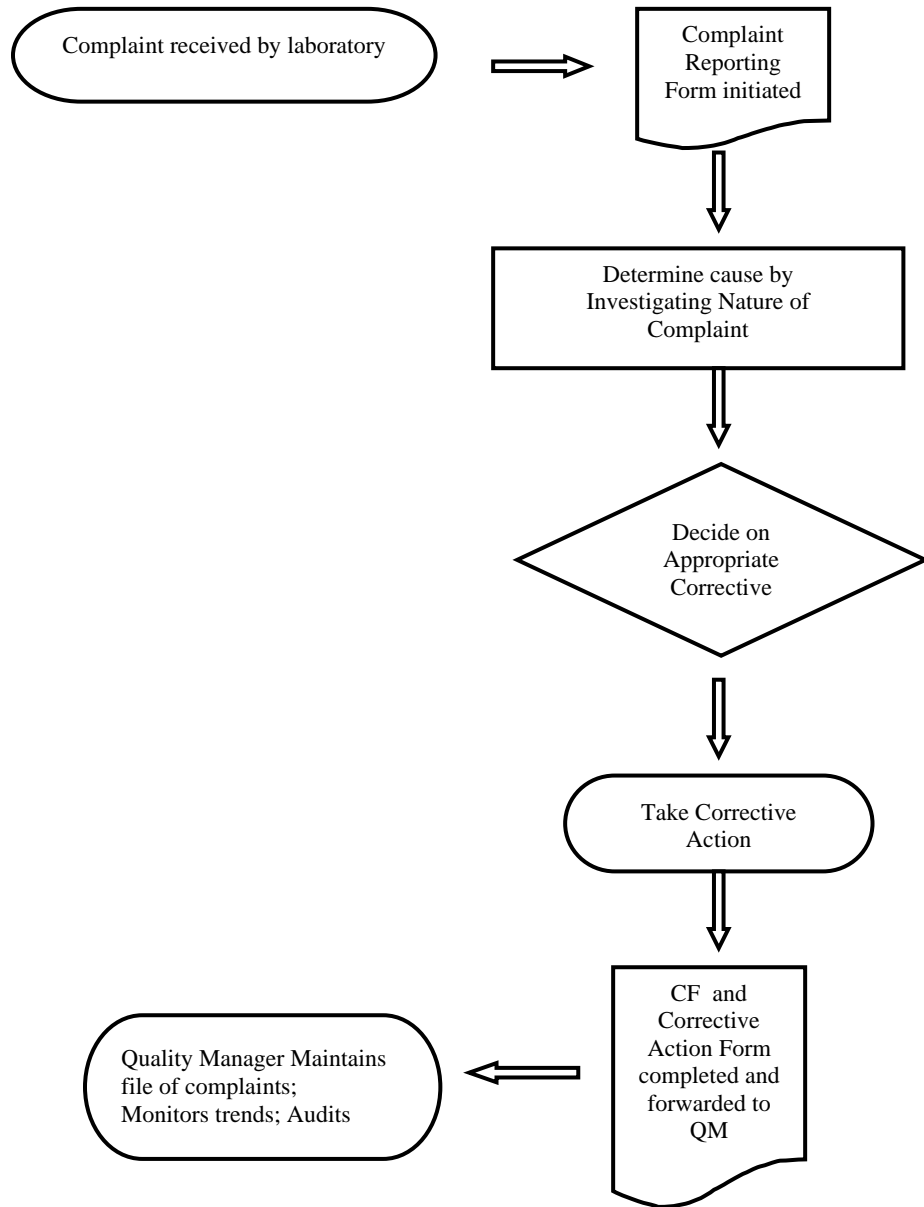 Complaint received by laboratory
Complaint
Reporting
Form initiated
Determine cause by
Investigating Nature of
Complaint
Decide on
Appropriate
Corrective
Take Corrective
Action
CF and
Corrective
Action Form
completed and
forwarded to
QM
Quality Manager Maintains
file of complaints;
Monitors trends; Audits